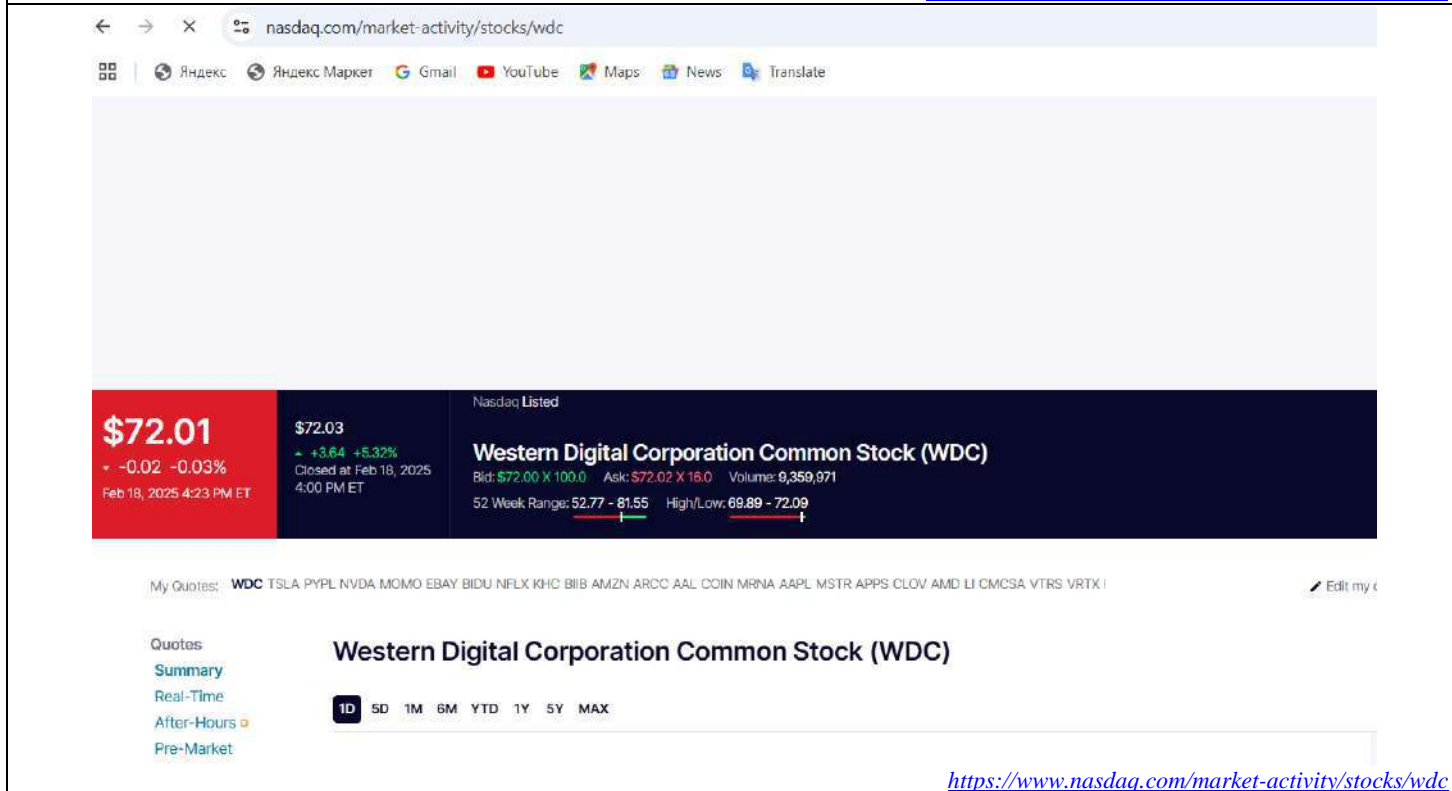 nasdaq.com/market-activity/stocks/wdc
Яндекс Яндекс Маркет Gmail YouTube Maps News Translate
Nasdaq Listed
$72.01
-0.02 -0.03%
Feb 18, 2025 4:23 PM ET
$72.03
+3.64 +5.32%
Closed at Feb 18, 2025
4:00 PM ET
Western Digital Corporation Common Stock (WDC)
Bid: $72.00 X 100.0 Ask: $72.02 X 16.0 Volume: 9,359,971
52 Week Range: 52.77 - 81.55 High/Low: 69.89 - 72.09
My Quotes: WDC TSLA PYPL NVDA MOMO EBAY BIDU NFLX KHC BIIB AMZN ARCC AAL COIN MRNA AAPL MSTR APPS CLOV AMD LI CMCSA VTRS VRTX
Edit my
Quotes
Summary
Real-Time
After-Hours
Pre-Market
Western Digital Corporation Common Stock (WDC)
1D 5D 1M 6M YTD 1Y 5Y MAX
https://www.nasdaq.com/market-activity/stocks/wdc